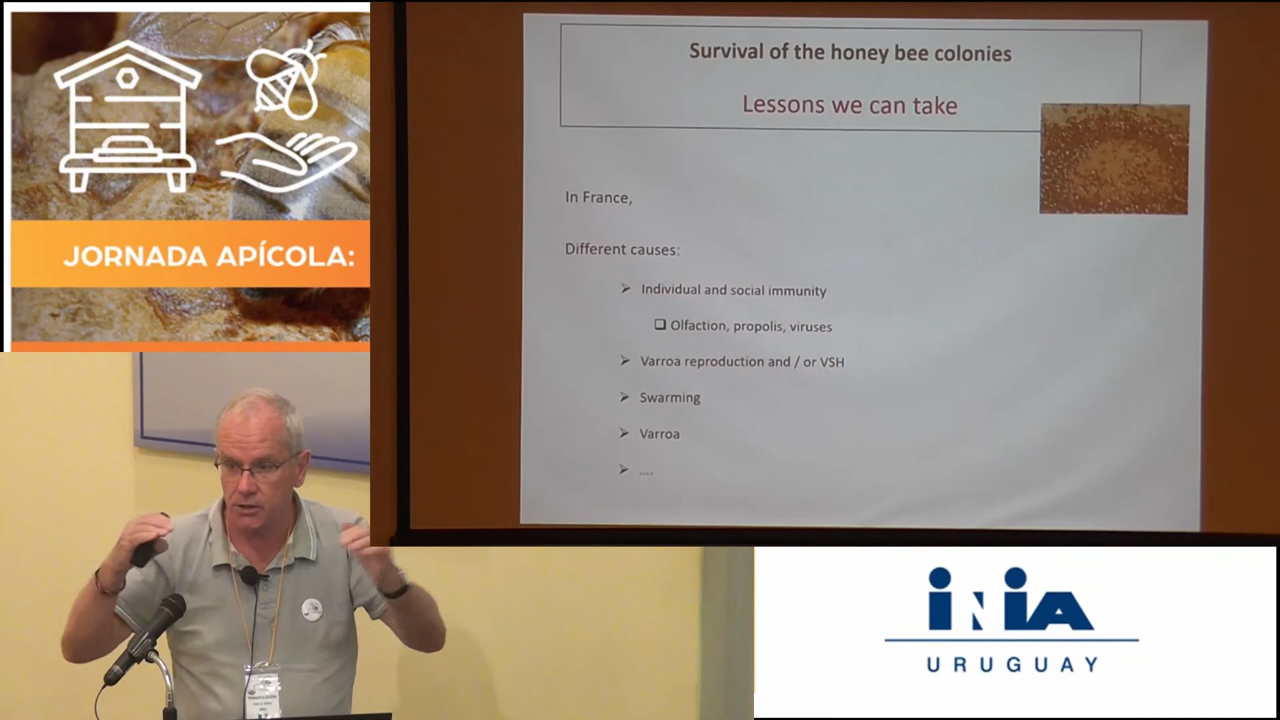 JORNADA APÍCOLA:
Survival of the honey bee colonies
Lessons we can take
In France,
Different causes:
Individual and social immunity
Olfaction, propolis, viruses
Varroa reproduction and / or VSH
Swarming
Varroa
....
INIA
URUGUAY